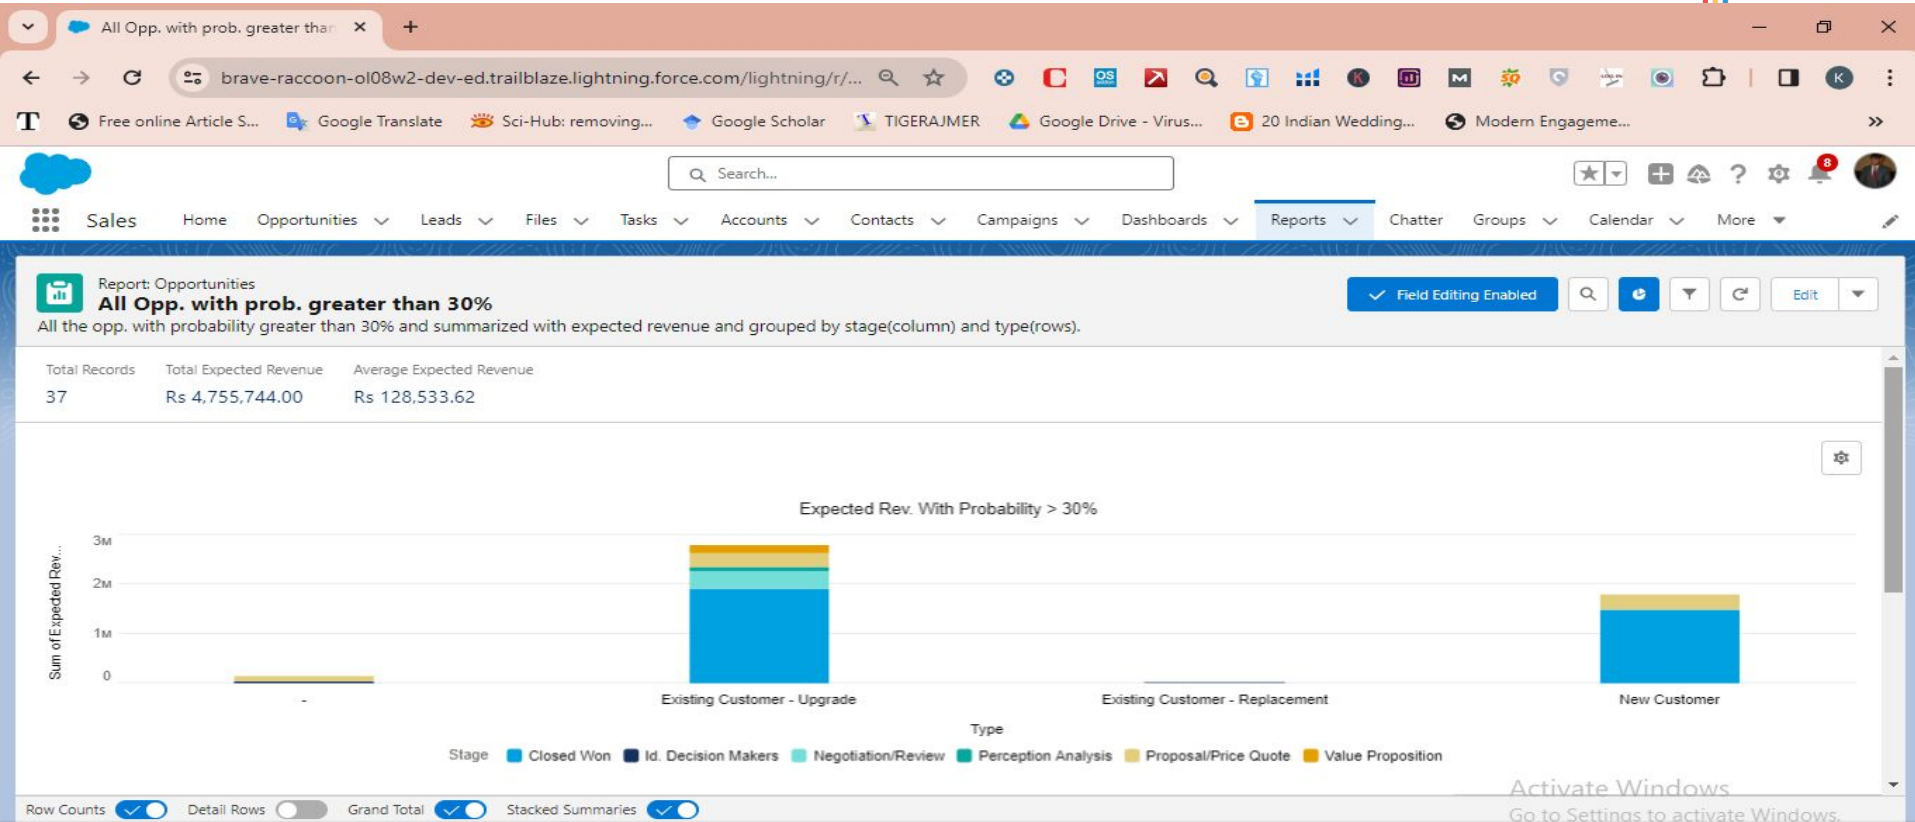 All Opp. with prob. greater than
brave-raccoon-ol08w2-dev-ed.trailblaze.lightning.force.com/lightning/r/...
Free online Article S... Google Translate Sci-Hub: removing... Google Scholar TIGERAJMER Google Drive - Virus... 20 Indian Wedding... Modern Engageme...
Search...
8
Sales Home Opportunities Leads Files Tasks Accounts Contacts Campaigns Dashboards Reports Chatter Groups Calendar More
Report: Opportunities
All Opp. with prob. greater than 30%
Field Editing Enabled Edit
All the opp. with probability greater than 30% and summarized with expected revenue and grouped by stage(column) and type(rows).
Total Records Total Expected Revenue Average Expected Revenue
37 Rs 4,755,744.00 Rs 128,533.62
Expected Rev. With Probability > 30%
Sum of Expected Rev...
3M
2M
1M
0
- Existing Customer - Upgrade Existing Customer - Replacement New Customer
Type
Stage Closed Won Id. Decision Makers Negotiation/Review Perception Analysis Proposal/Price Quote Value Proposition
Activate Windows
Go to Settings to activate Windows.
Row Counts Detail Rows Grand Total Stacked Summaries